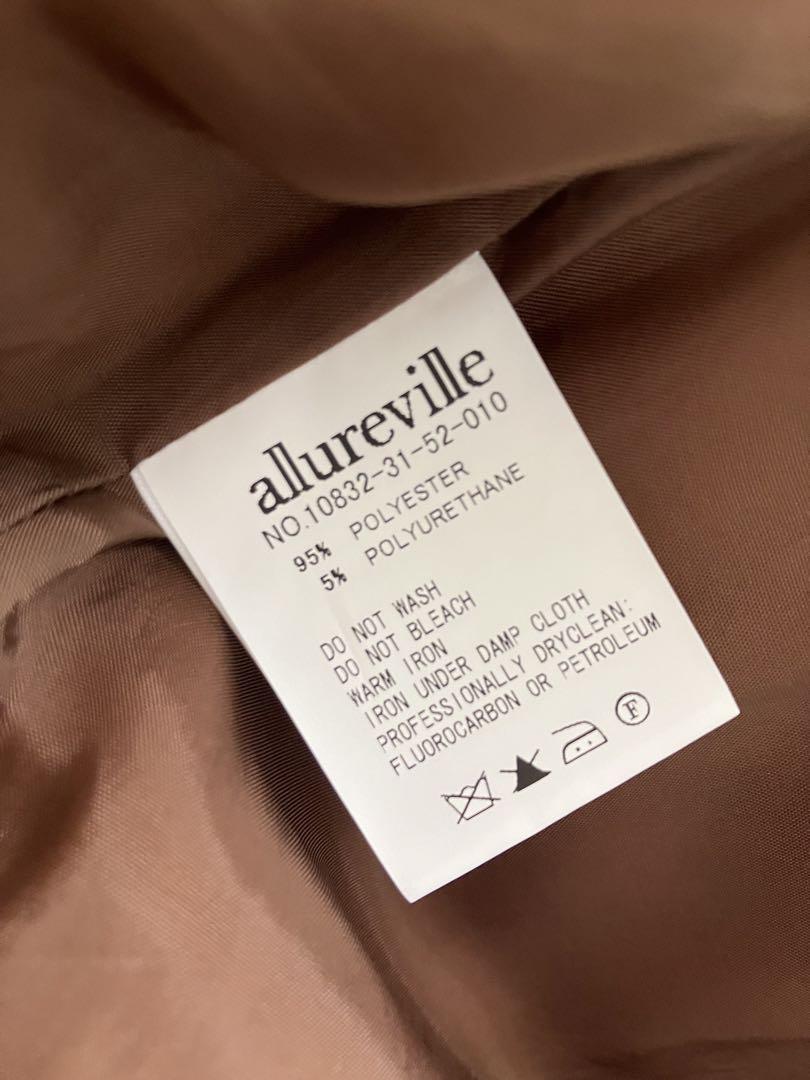 allureville
NO.10832-31-52-010
95% POLYESTER
5% POLYURETHANE
DO NOT WASH
DO NOT BLEACH
WARM IRON
IRON UNDER DAMP CLOTH
PROFESSIONALLY DRYCLEAN:
FLUOROCARBON OR PETROLEUM
F